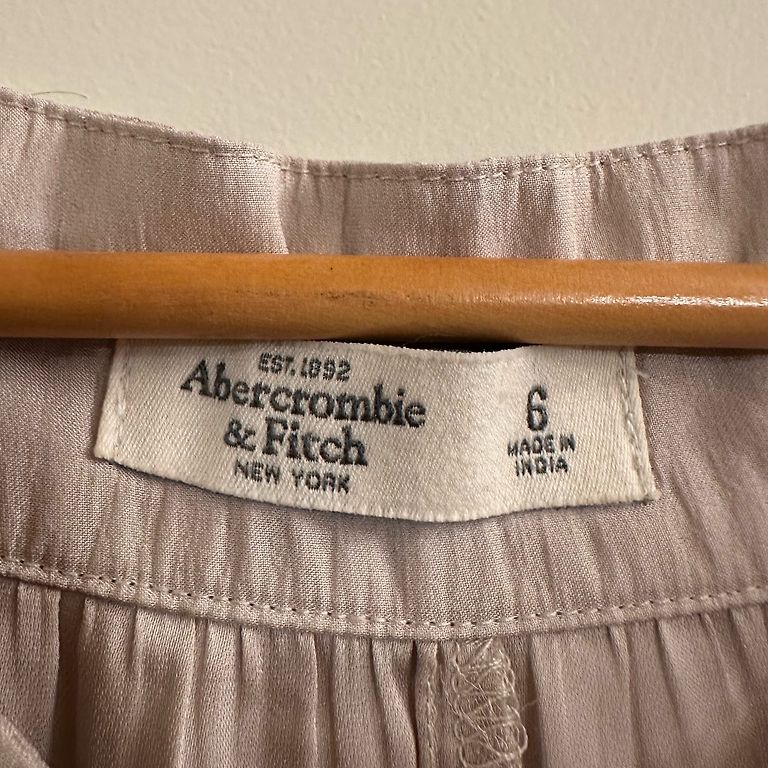 EST. 1892
Abercrombie
& Fitch
NEW YORK
6
MADE IN
INDIA